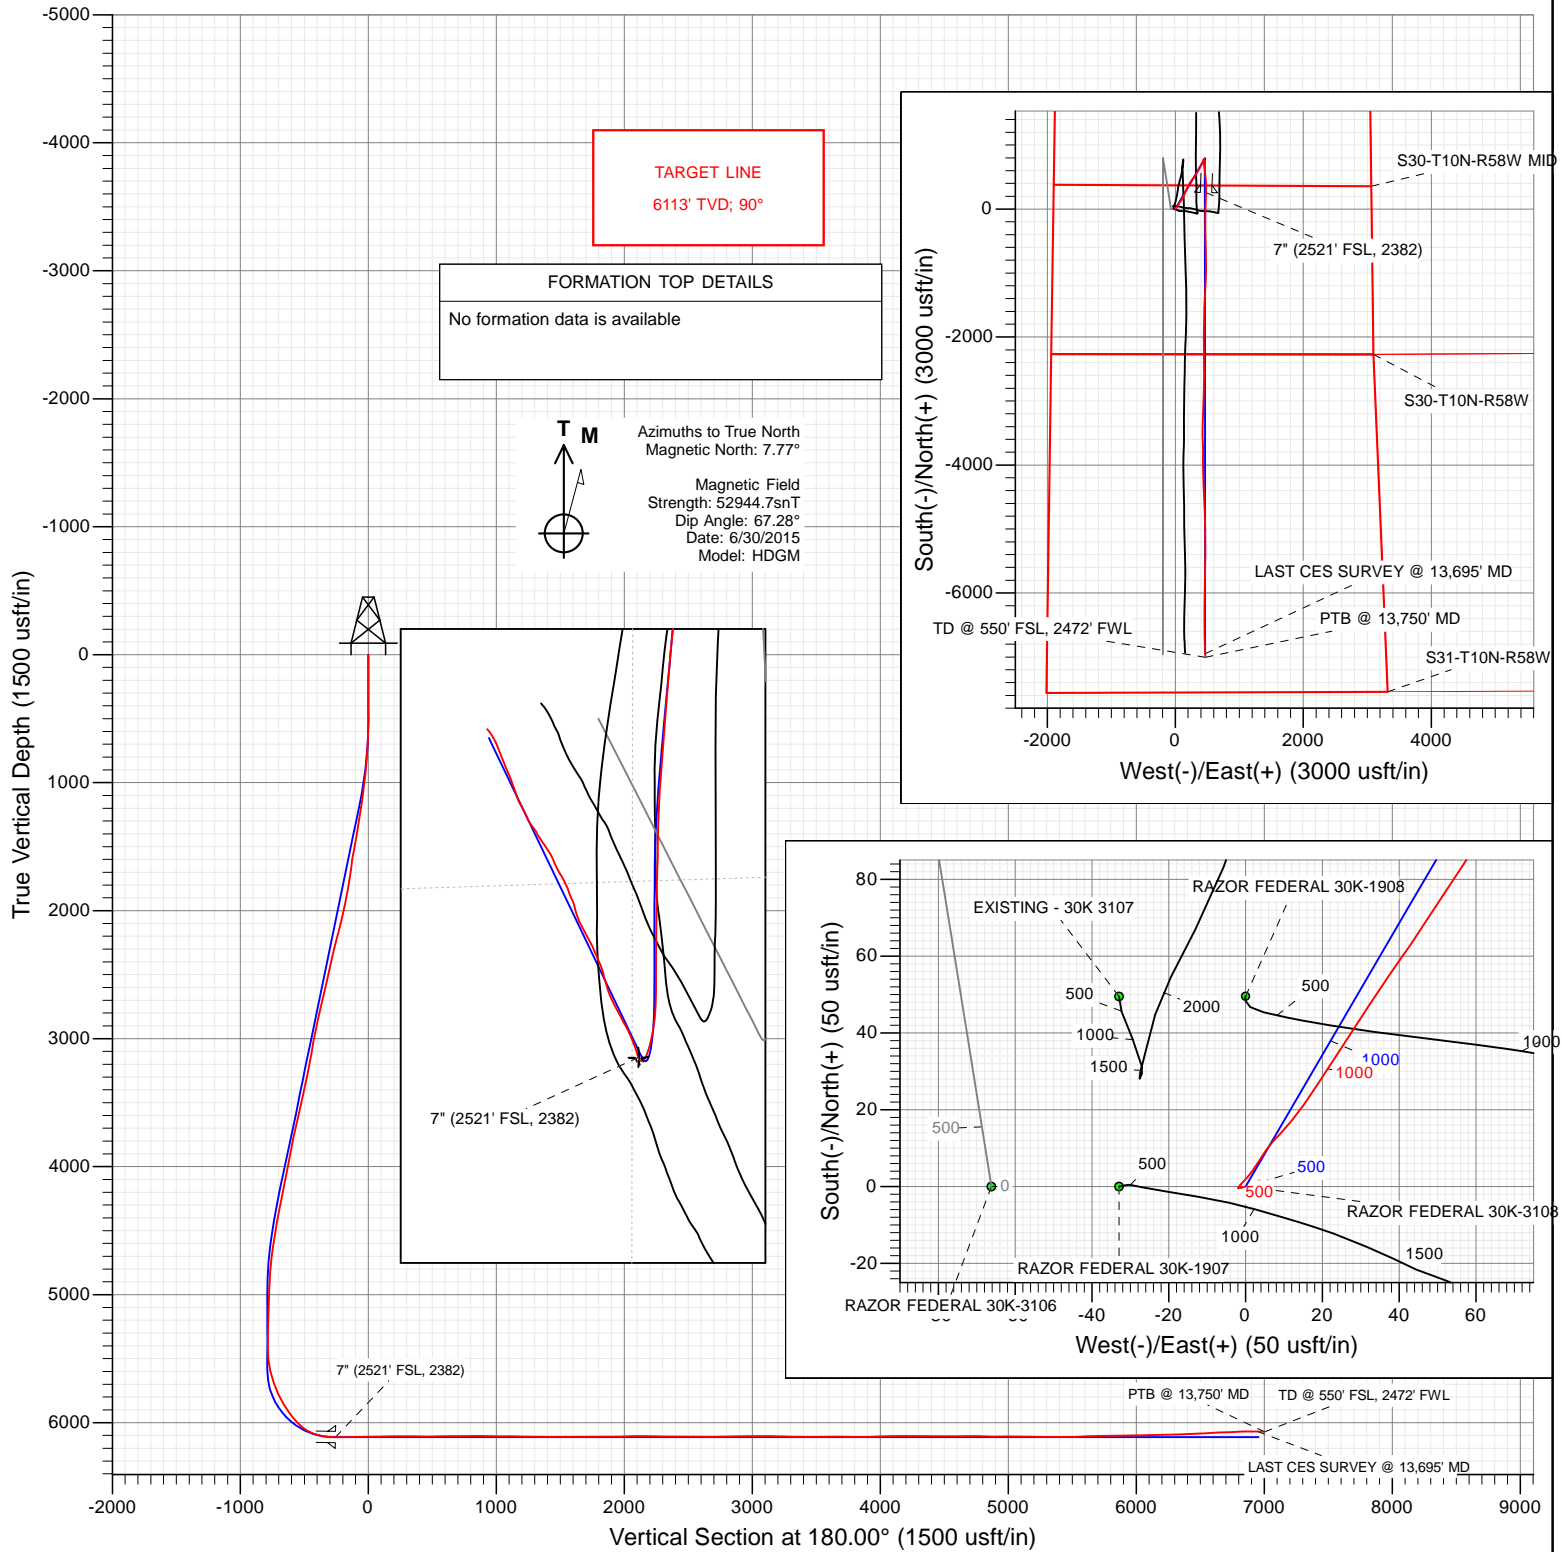 -5000
-4000
-3000
-2000
-1000
0
1000
2000
3000
4000
5000
6000
True Vertical Depth (1500 usft/in)
-2000
-1000
0
1000
2000
3000
4000
5000
6000
7000
8000
9000
Vertical Section at 180.00° (1500 usft/in)
TARGET LINE
6113' TVD; 90°
FORMATION TOP DETAILS
No formation data is available
T M
Azimuths to True North
Magnetic North: 7.77°
Magnetic Field
Strength: 52944.7snT
Dip Angle: 67.28°
Date: 6/30/2015
Model: HDGM
7" (2521' FSL, 2382)
7" (2521' FSL, 2382)
PTB @ 13,750' MD
TD @ 550' FSL, 2472' FWL
LAST CES SURVEY @ 13,695' MD
0
-2000
-4000
-6000
South(-)/North(+) (3000 usft/in)
S30-T10N-R58W MID
7" (2521' FSL, 2382)
S30-T10N-R58W
LAST CES SURVEY @ 13,695' MD
PTB @ 13,750' MD
TD @ 550' FSL, 2472' FWL
S31-T10N-R58W
-2000
0
2000
4000
West(-)/East(+) (3000 usft/in)
80
60
40
20
0
-20
South(-)/North(+) (50 usft/in)
RAZOR FEDERAL 30K-1908
EXISTING - 30K 3107
500
1000
1500
2000
500
1900
1000
1000
500
0
500
500
500
RAZOR FEDERAL 30K-3108
1000
1500
RAZOR FEDERAL 30K-1907
RAZOR FEDERAL 30K-3106
-40
-20
0
20
40
60
West(-)/East(+) (50 usft/in)